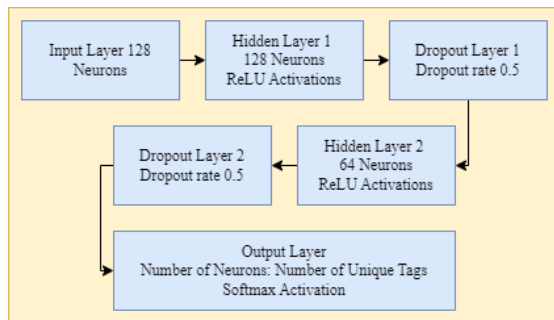 Input Layer 128
Neurons
Hidden Layer 1
128 Neurons
ReLU Activations
Dropout Layer 1
Dropout rate 0.5
Hidden Layer 2
64 Neurons
ReLU Activations
Dropout Layer 2
Dropout rate 0.5
Output Layer
Number of Neurons: Number of Unique Tags
Softmax Activation